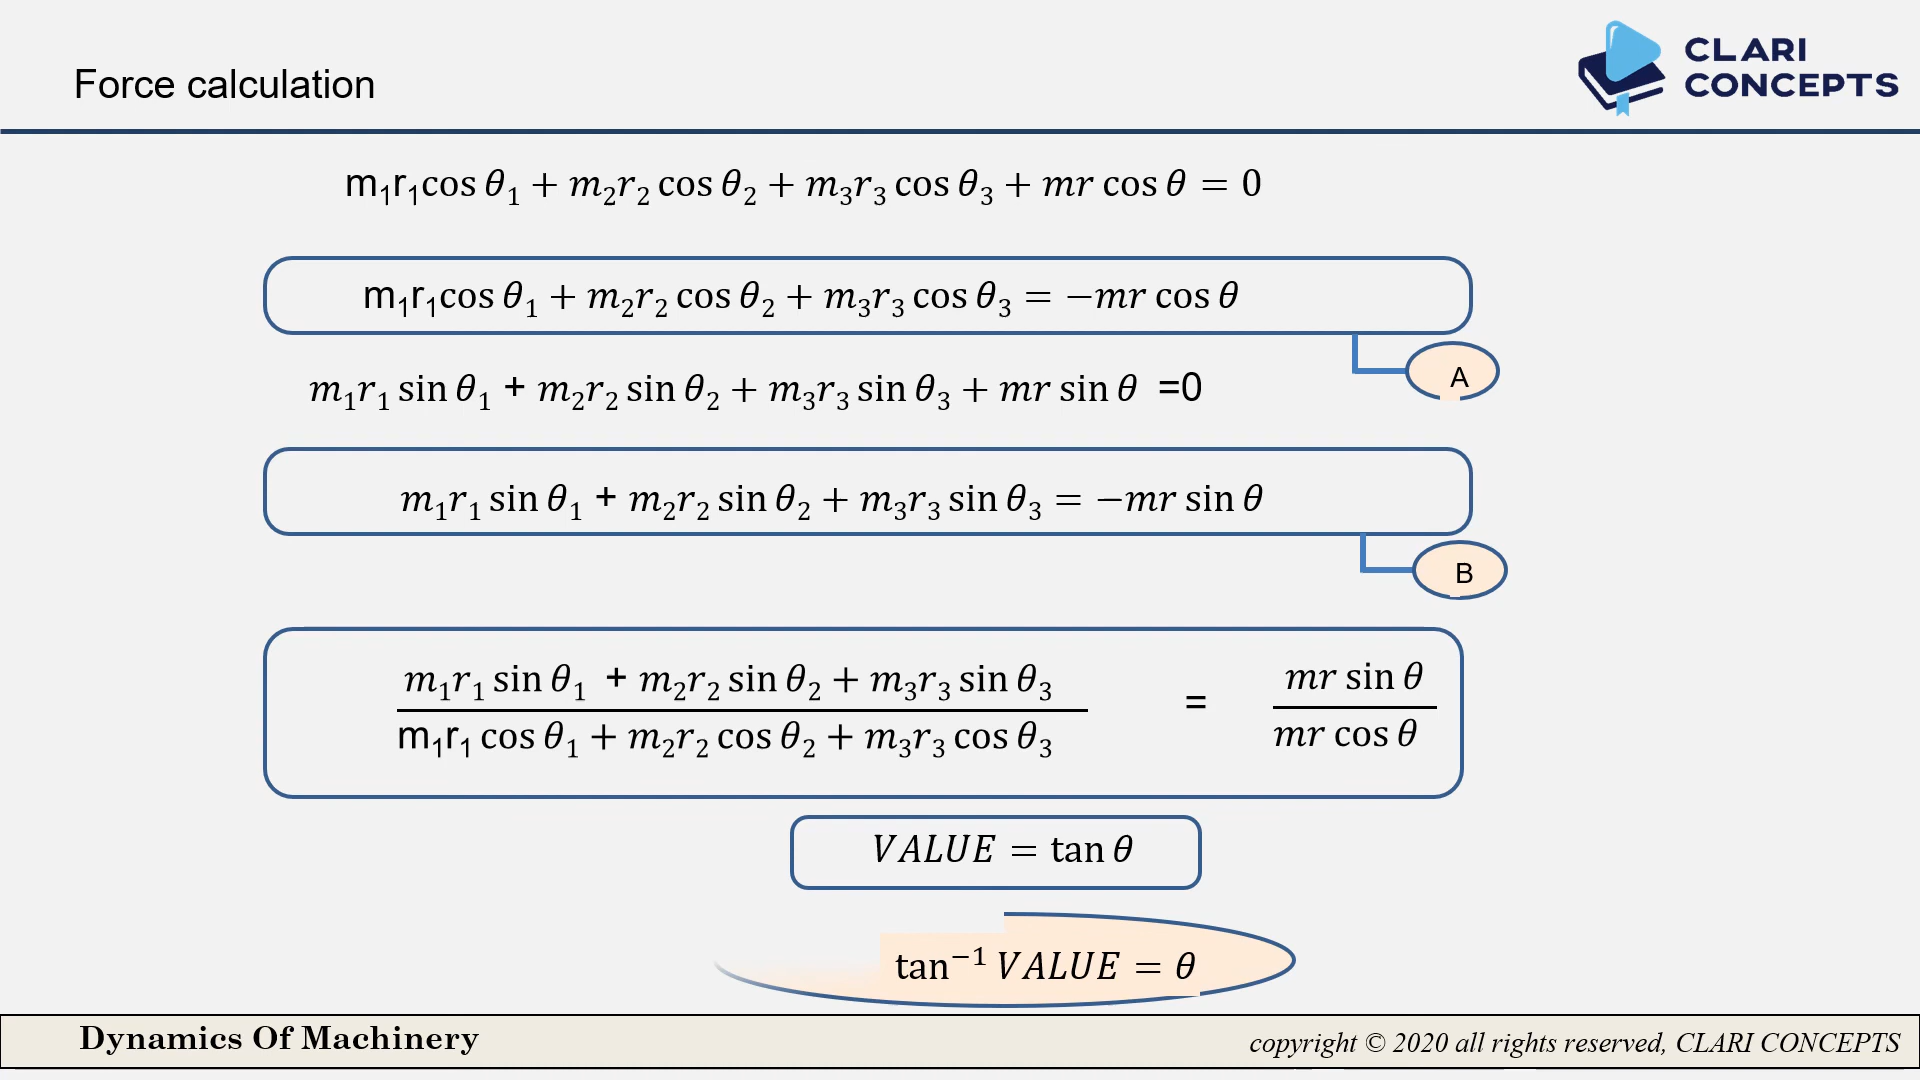 CLARI
CONCEPTS
Force calculation
m₁r₁cos θ₁ + m₂r₂ cos θ₂ + m₃r₃ cos θ₃ + mr cos θ = 0
m₁r₁cos θ₁ + m₂r₂ cos θ₂ + m₃r₃ cos θ₃ = −mr cos θ
A
m₁r₁ sin θ₁ + m₂r₂ sin θ₂ + m₃r₃ sin θ₃ + mr sin θ =0
m₁r₁ sin θ₁ + m₂r₂ sin θ₂ + m₃r₃ sin θ₃ = −mr sin θ
B
m₁r₁ sin θ₁ + m₂r₂ sin θ₂ + m₃r₃ sin θ₃
m₁r₁ cos θ₁ + m₂r₂ cos θ₂ + m₃r₃ cos θ₃
=
mr sin θ
mr cos θ
VALUE = tan θ
tan⁻¹ VALUE = θ
Dynamics Of Machinery
copyright © 2020 all rights reserved, CLARI CONCEPTS